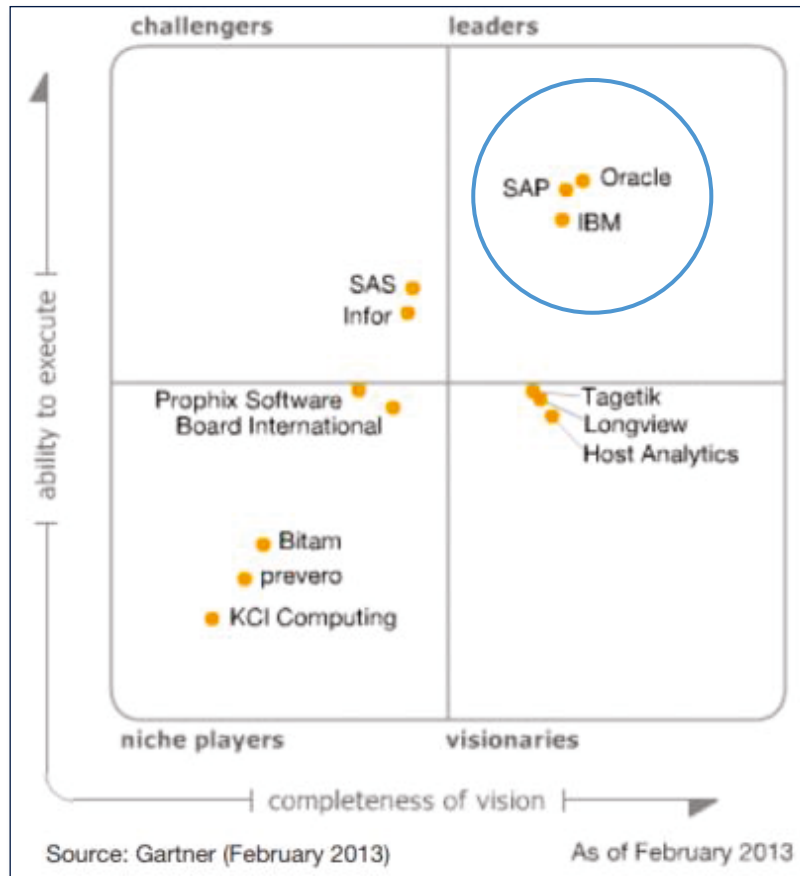 challengers
leaders
SAP
Oracle
IBM
SAS
Infor
Prophix Software
Board International
Tagetik
Longview
Host Analytics
Bitam
prevero
KCI Computing
ability to execute
niche players
visionaries
completeness of vision
Source: Gartner (February 2013)
As of February 2013